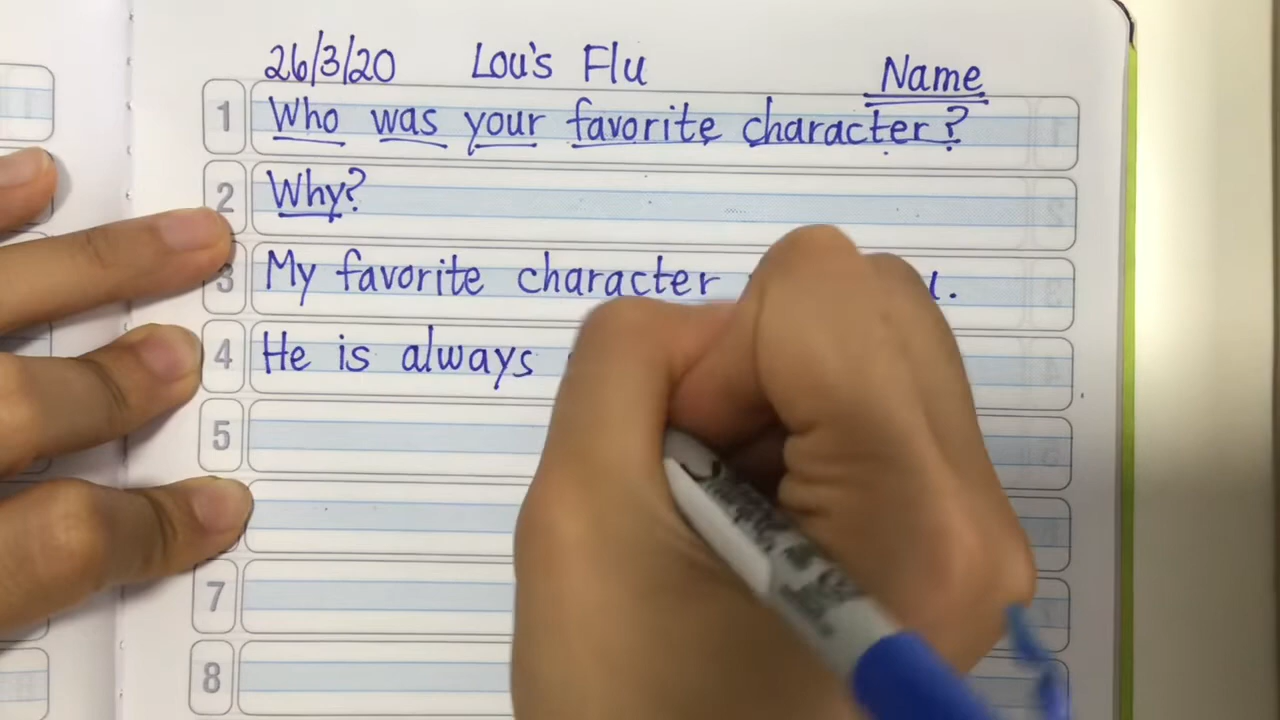 26/3/20 Lou's Flu Name
1 Who was your favorite character?
2 Why?
3 My favorite character
4 He is always
5
7
8